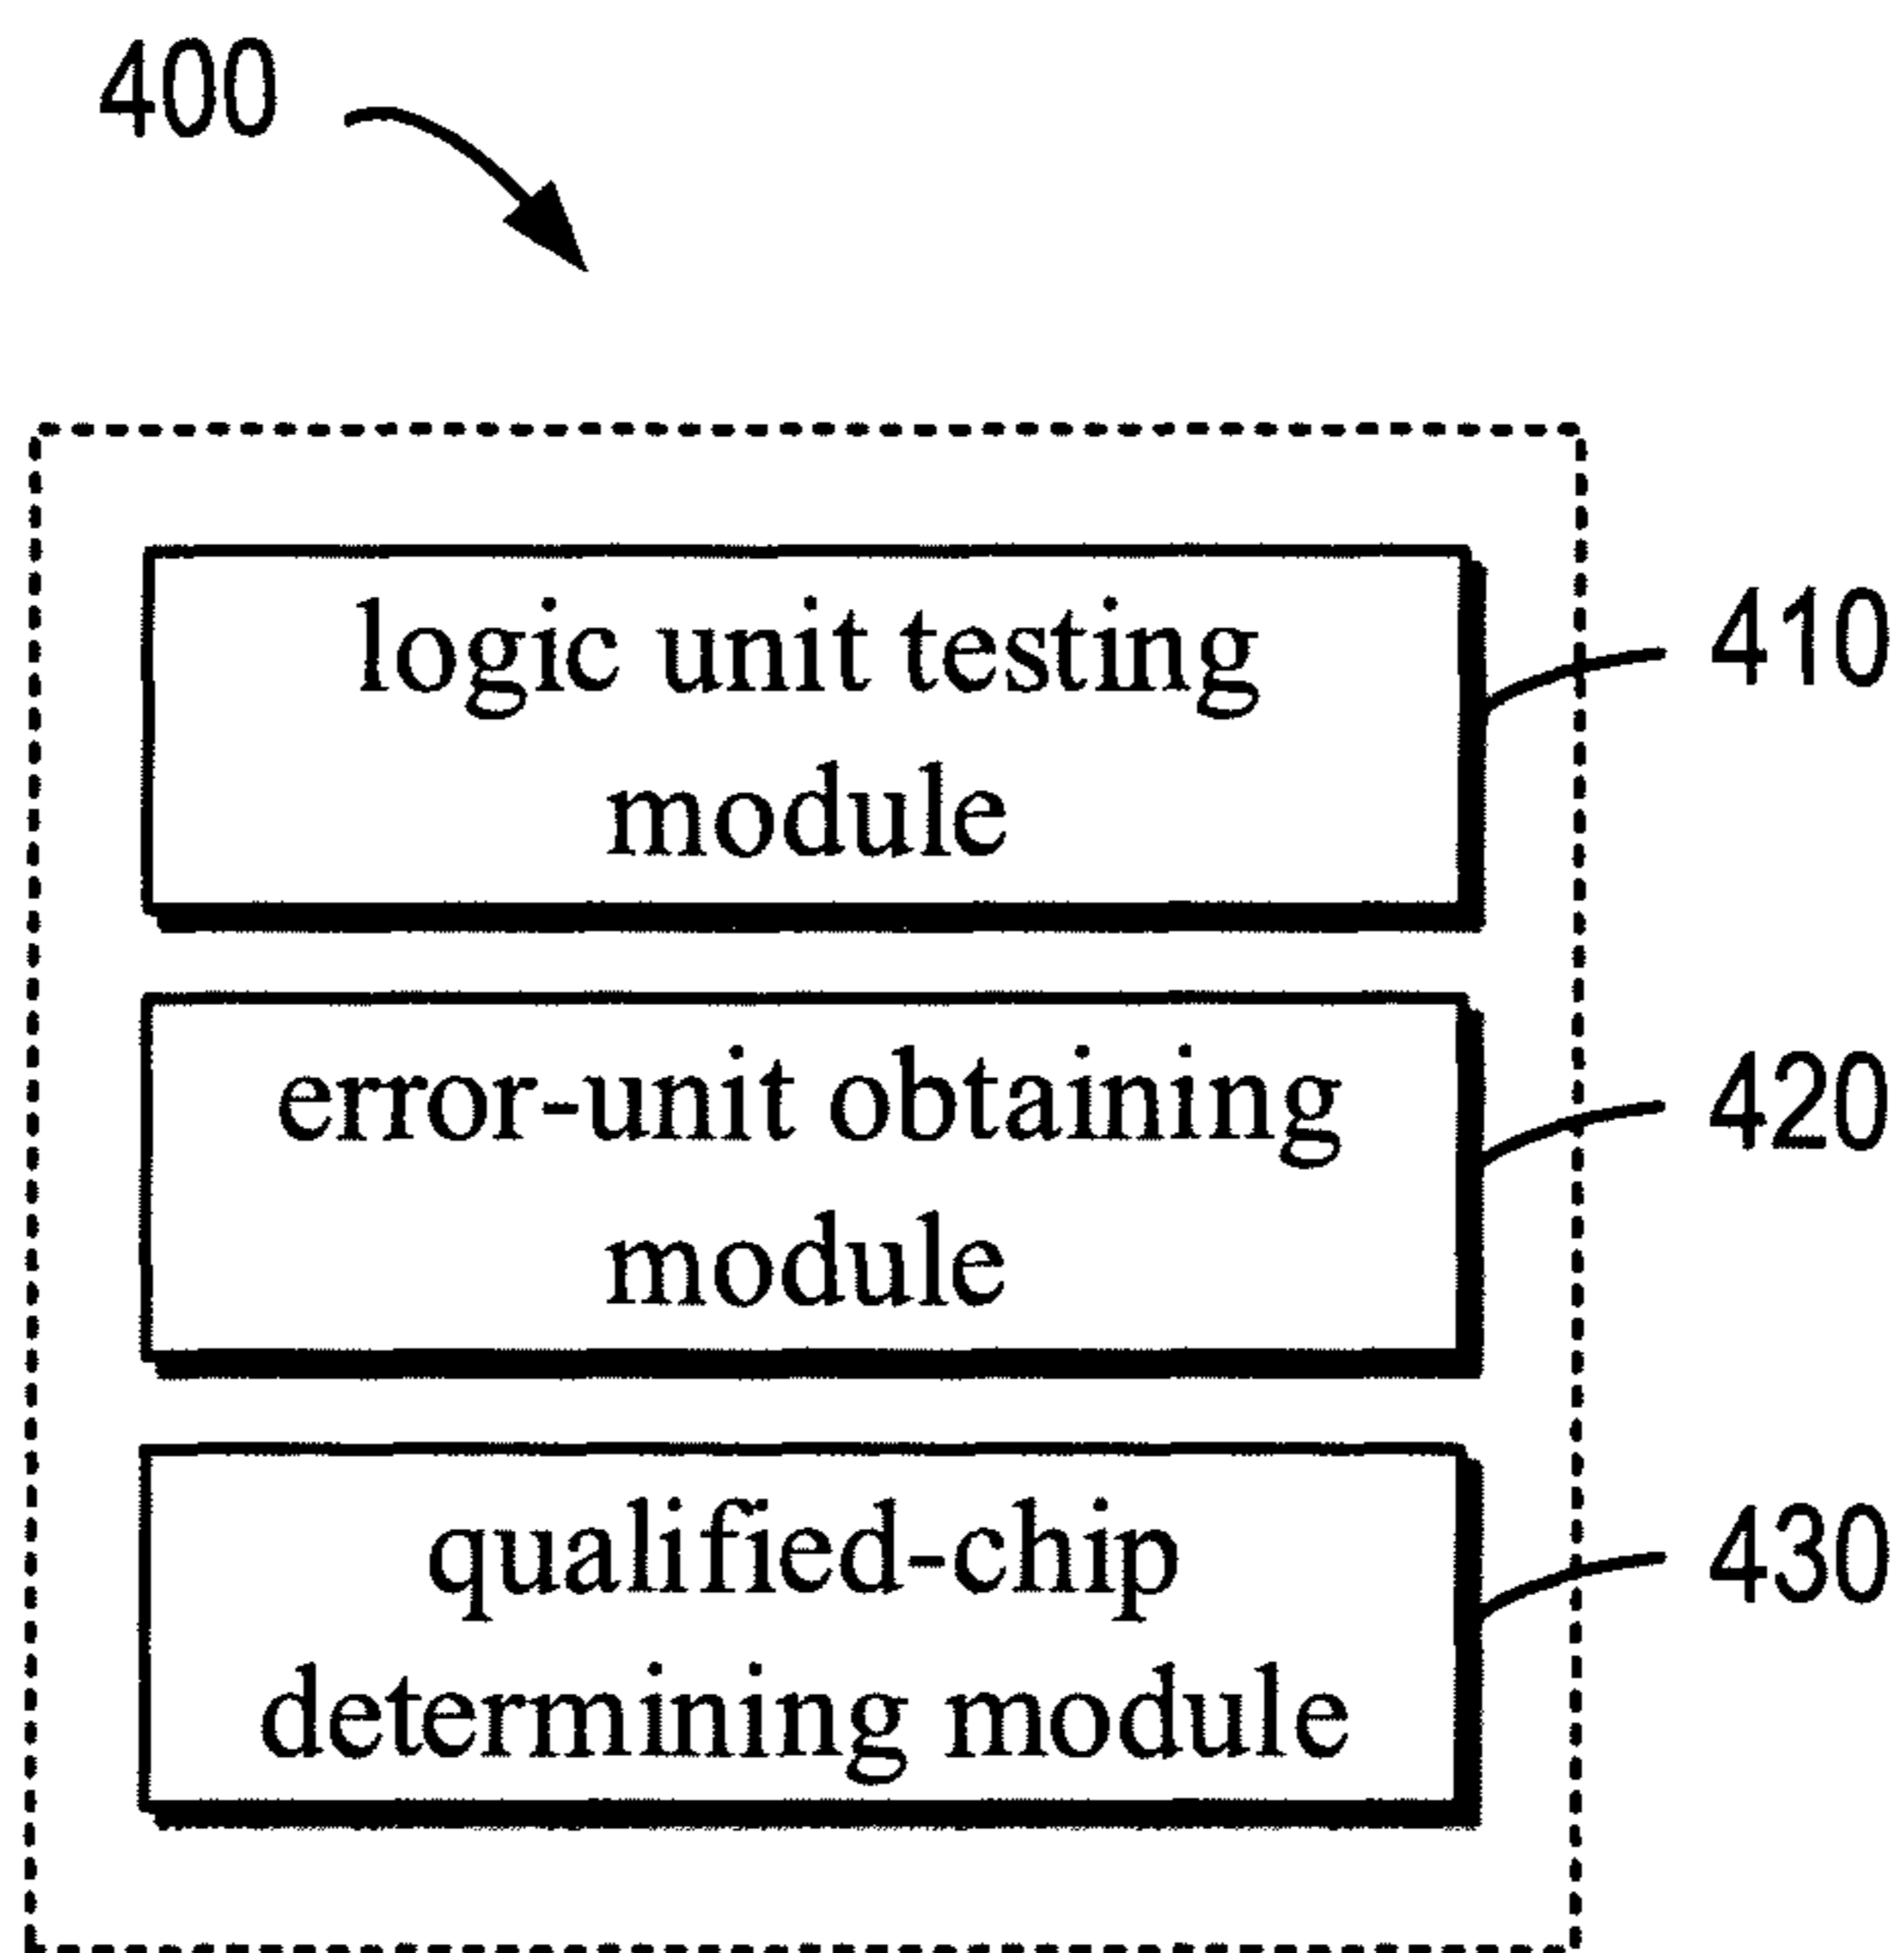 400
logic unit testing
module
410
error-unit obtaining
module
420
qualified-chip
determining module
430